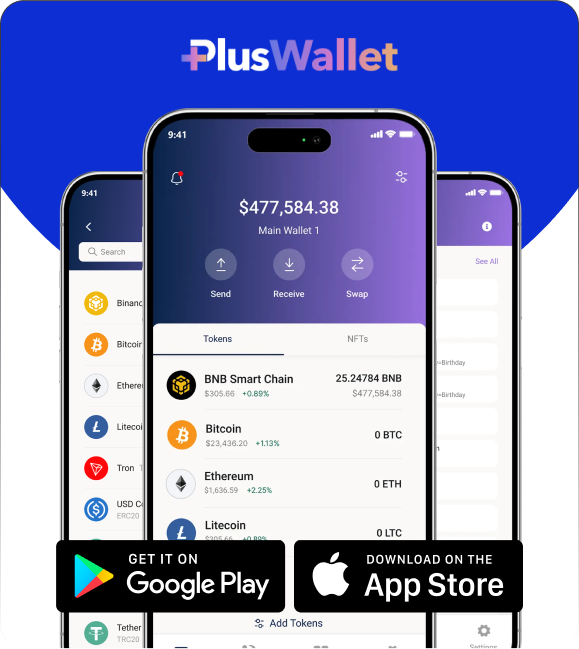 PlusWallet
9:41
$477,584.38
Main Wallet 1
Send Receive Swap
Tokens NFTs
BNB Smart Chain 25.24784 BNB
$305.66 +0.89% $477,584.38
Bitcoin 0 BTC
$23,436.20 +1.13%
Ethereum 0 ETH
$1,636.59 +2.25%
Litecoin 0 LTC
$305.66 +0.89%
Add Tokens
9:41
Search
Binanc
Bitcoin
Ethere
Litecoi
Tron T
USD Co
ERC20
Tether
TRC20
See All
=Birthday
=Birthday
Settings
GET IT ON
Google Play
DOWNLOAD ON THE
App Store